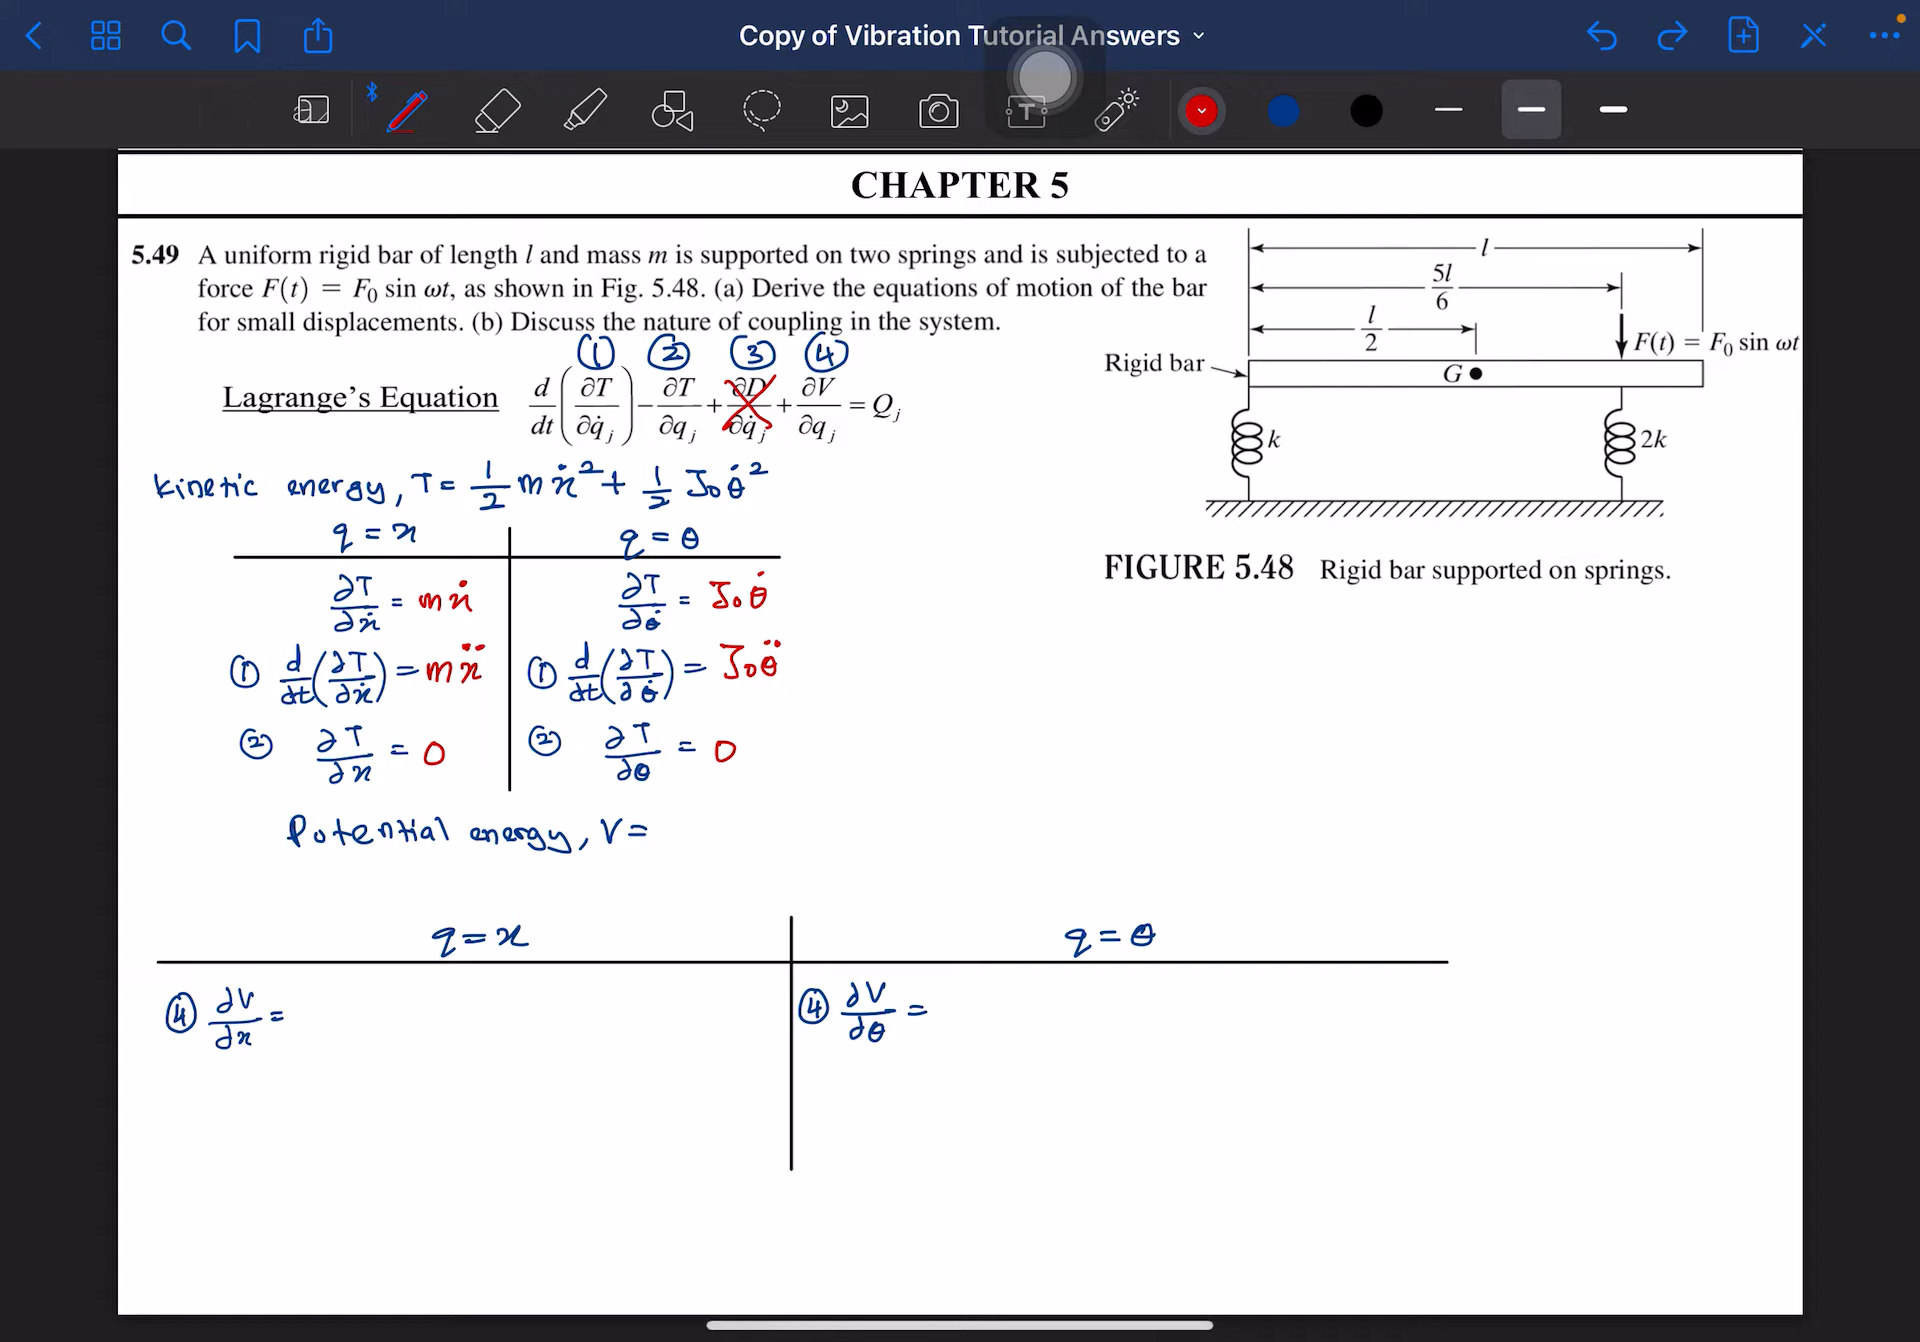 Copy of Vibration Tutorial Answers
CHAPTER 5
5.49 A uniform rigid bar of length l and mass m is supported on two springs and is subjected to a
force F(t) = F₀ sin ωt, as shown in Fig. 5.48. (a) Derive the equations of motion of the bar
for small displacements. (b) Discuss the nature of coupling in the system.
① ② ③ ④
Lagrange's Equation d/dt (∂T/∂q̇ⱼ) − ∂T/∂qⱼ + ∂D/∂q̇ⱼ + ∂V/∂qⱼ = Qⱼ
l
5l/6
l/2
F(t) = F₀ sin ωt
Rigid bar
G
k
2k
FIGURE 5.48 Rigid bar supported on springs.
Kinetic energy, T = 1/2 mẋ² + 1/2 J₀θ̇²
q = x
q = θ
∂T/∂ẋ = mẋ
∂T/∂θ̇ = J₀θ̇
① d/dt (∂T/∂ẋ) = mẍ
① d/dt (∂T/∂θ̇) = J₀θ̈
② ∂T/∂x = 0
② ∂T/∂θ = 0
Potential energy, V =
q = x
q = θ
④ ∂V/∂x =
④ ∂V/∂θ =